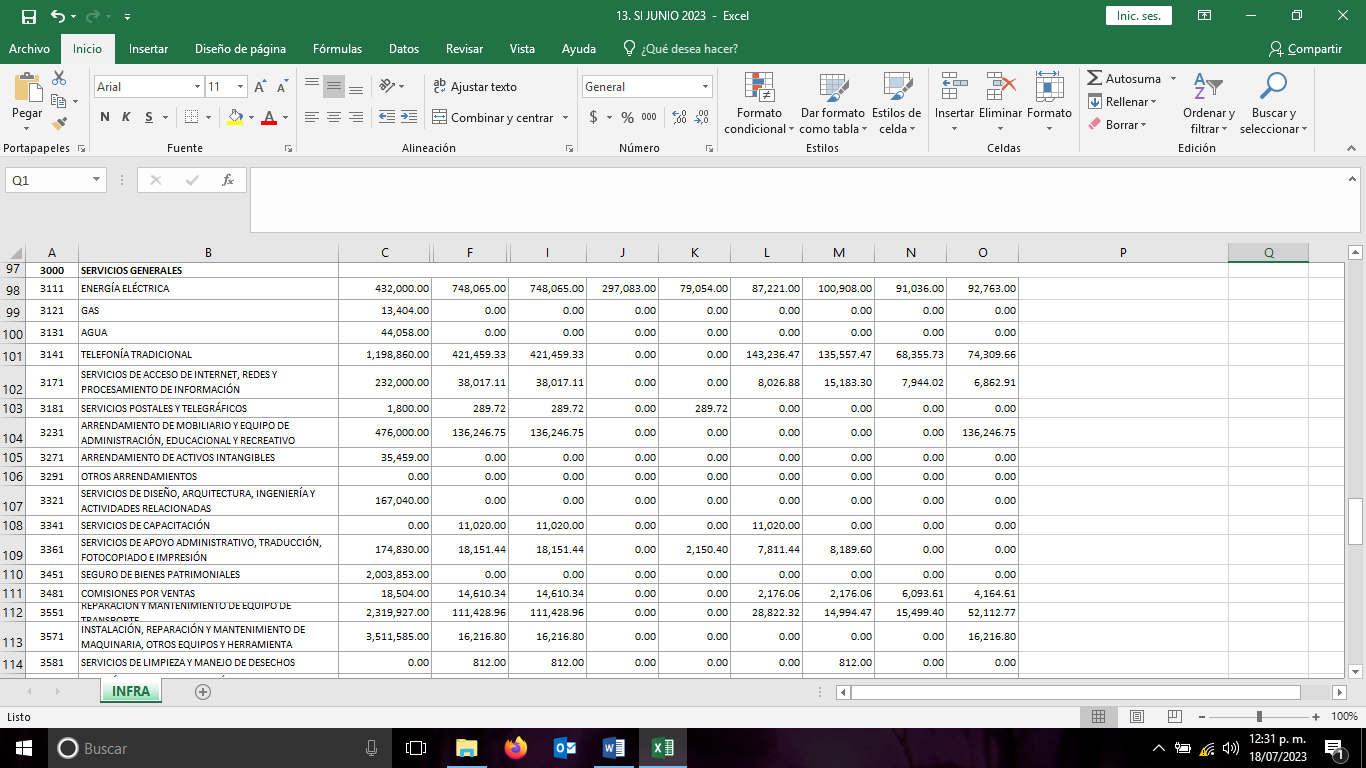 13. SI JUNIO 2023 - Excel
Inic. ses.
Archivo Inicio Insertar Diseño de página Fórmulas Datos Revisar Vista Ayuda ¿Qué desea hacer? Compartir
Pegar
Arial 11
N K S
Ajustar texto
Combinar y centrar
General
$ % 000
Formato condicional
Dar formato como tabla
Estilos de celda
Insertar Eliminar Formato
Autosuma
Rellenar
Borrar
Ordenar y filtrar
Buscar y seleccionar
Portapapeles Fuente Alineación Número Estilos Celdas Edición
Q1 fx
A B C F I J K L M N O P Q
97 3000 SERVICIOS GENERALES
98 3111 ENERGÍA ELÉCTRICA 432,000.00 748,065.00 748,065.00 297,083.00 79,054.00 87,221.00 100,908.00 91,036.00 92,763.00
99 3121 GAS 13,404.00 0.00 0.00 0.00 0.00 0.00 0.00 0.00 0.00
100 3131 AGUA 44,058.00 0.00 0.00 0.00 0.00 0.00 0.00 0.00 0.00
101 3141 TELEFONÍA TRADICIONAL 1,198,860.00 421,459.33 421,459.33 0.00 0.00 143,236.47 135,557.47 68,355.73 74,309.66
SERVICIOS DE ACCESO DE INTERNET, REDES Y
102 3171 PROCESAMIENTO DE INFORMACIÓN 232,000.00 38,017.11 38,017.11 0.00 0.00 8,026.88 15,183.30 7,944.02 6,862.91
103 3181 SERVICIOS POSTALES Y TELEGRÁFICOS 1,800.00 289.72 289.72 0.00 289.72 0.00 0.00 0.00 0.00
ARRENDAMIENTO DE MOBILIARIO Y EQUIPO DE
104 3231 ADMINISTRACIÓN, EDUCACIONAL Y RECREATIVO 476,000.00 136,246.75 136,246.75 0.00 0.00 0.00 0.00 0.00 136,246.75
105 3271 ARRENDAMIENTO DE ACTIVOS INTANGIBLES 35,459.00 0.00 0.00 0.00 0.00 0.00 0.00 0.00 0.00
106 3291 OTROS ARRENDAMIENTOS 0.00 0.00 0.00 0.00 0.00 0.00 0.00 0.00 0.00
SERVICIOS DE DISEÑO, ARQUITECTURA, INGENIERÍA Y
107 3321 ACTIVIDADES RELACIONADAS 167,040.00 0.00 0.00 0.00 0.00 0.00 0.00 0.00 0.00
108 3341 SERVICIOS DE CAPACITACIÓN 0.00 11,020.00 11,020.00 0.00 0.00 11,020.00 0.00 0.00 0.00
SERVICIOS DE APOYO ADMINISTRATIVO, TRADUCCIÓN,
109 3361 FOTOCOPIADO E IMPRESIÓN 174,830.00 18,151.44 18,151.44 0.00 2,150.40 7,811.44 8,189.60 0.00 0.00
110 3451 SEGURO DE BIENES PATRIMONIALES 2,003,853.00 0.00 0.00 0.00 0.00 0.00 0.00 0.00 0.00
111 3481 COMISIONES POR VENTAS 18,504.00 14,610.34 14,610.34 0.00 0.00 2,176.06 2,176.06 6,093.61 4,164.61
REPARACIÓN Y MANTENIMIENTO DE EQUIPO DE
112 3551 TRANSPORTE 2,319,927.00 111,428.96 111,428.96 0.00 0.00 28,822.32 14,994.47 15,499.40 52,112.77
INSTALACIÓN, REPARACIÓN Y MANTENIMIENTO DE
113 3571 MAQUINARIA, OTROS EQUIPOS Y HERRAMIENTA 3,511,585.00 16,216.80 16,216.80 0.00 0.00 0.00 0.00 0.00 16,216.80
114 3581 SERVICIOS DE LIMPIEZA Y MANEJO DE DESECHOS 0.00 812.00 812.00 0.00 0.00 0.00 812.00 0.00 0.00
INFRA
Listo 100%
Buscar
12:31 p. m.
18/07/2023
1